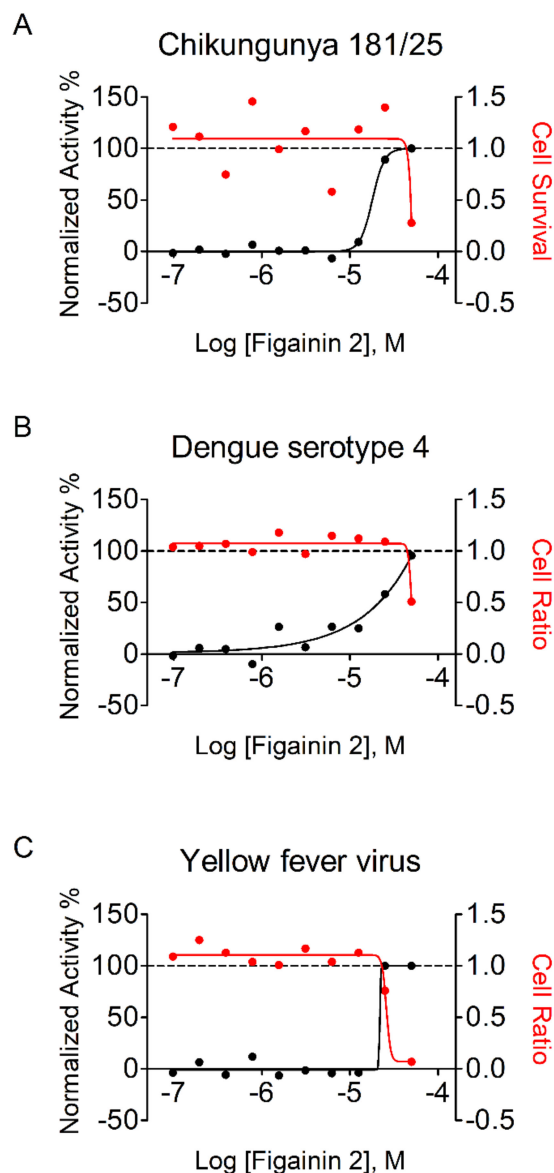 A
Chikungunya 181/25
Normalized Activity %
150
100
50
0
-50
1.5
1.0
0.5
0.0
-0.5
Cell Survival
-7 -6 -5 -4
Log [Figainin 2], M
B
Dengue serotype 4
Normalized Activity %
150
100
50
0
-50
1.5
1.0
0.5
0.0
-0.5
Cell Ratio
-7 -6 -5 -4
Log [Figainin 2], M
C
Yellow fever virus
Normalized Activity %
150
100
50
0
-50
1.5
1.0
0.5
0.0
-0.5
Cell Ratio
-7 -6 -5 -4
Log [Figainin 2], M